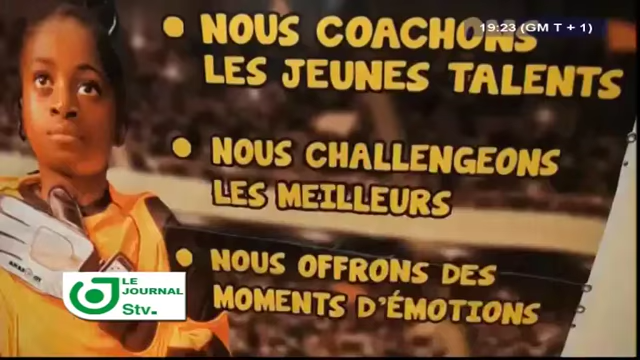 19:23 (GM T + 1)
• NOUS COACHONS
LES JEUNES TALENTS
• NOUS CHALLENGEONS
LES MEILLEURS
• NOUS OFFRONS DES
MOMENTS D'ÉMOTIONS
LE
JOURNAL
Stv.